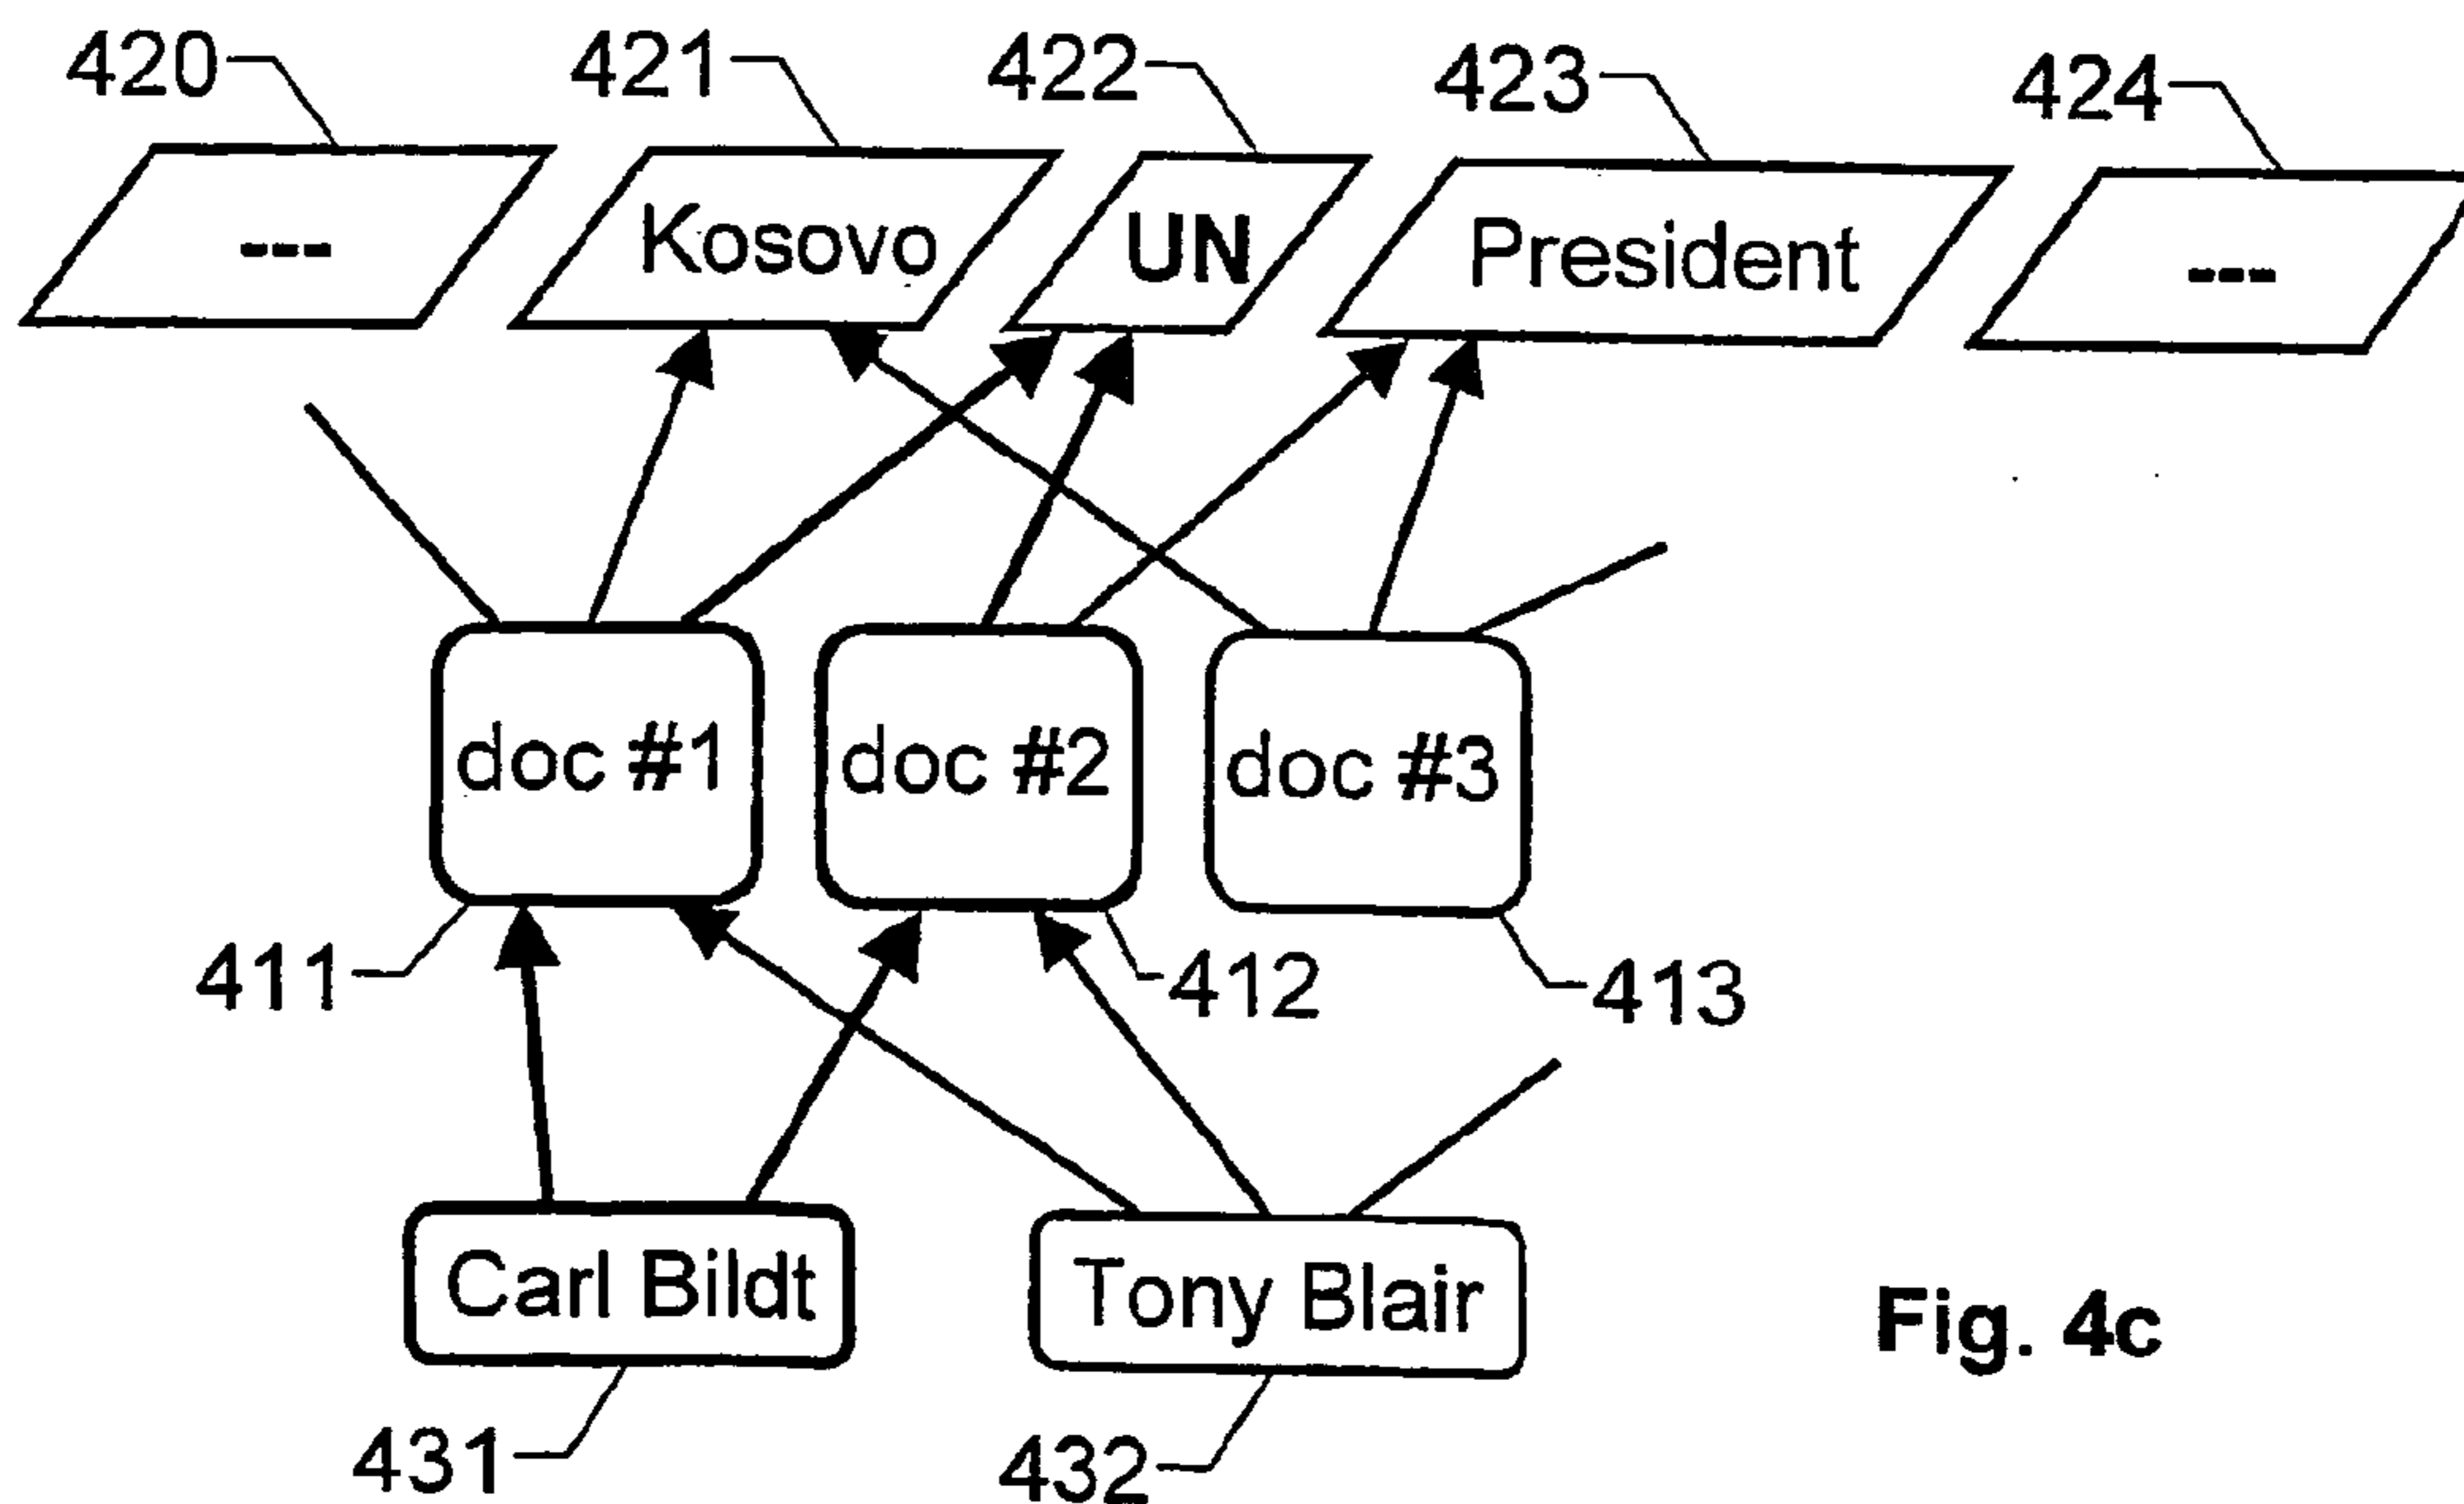 420 421 422 423 424
--- Kosovo UN President ---
doc #1 doc #2 doc #3
411 412 413
Carl Bildt Tony Blair
Fig. 4c
431 432